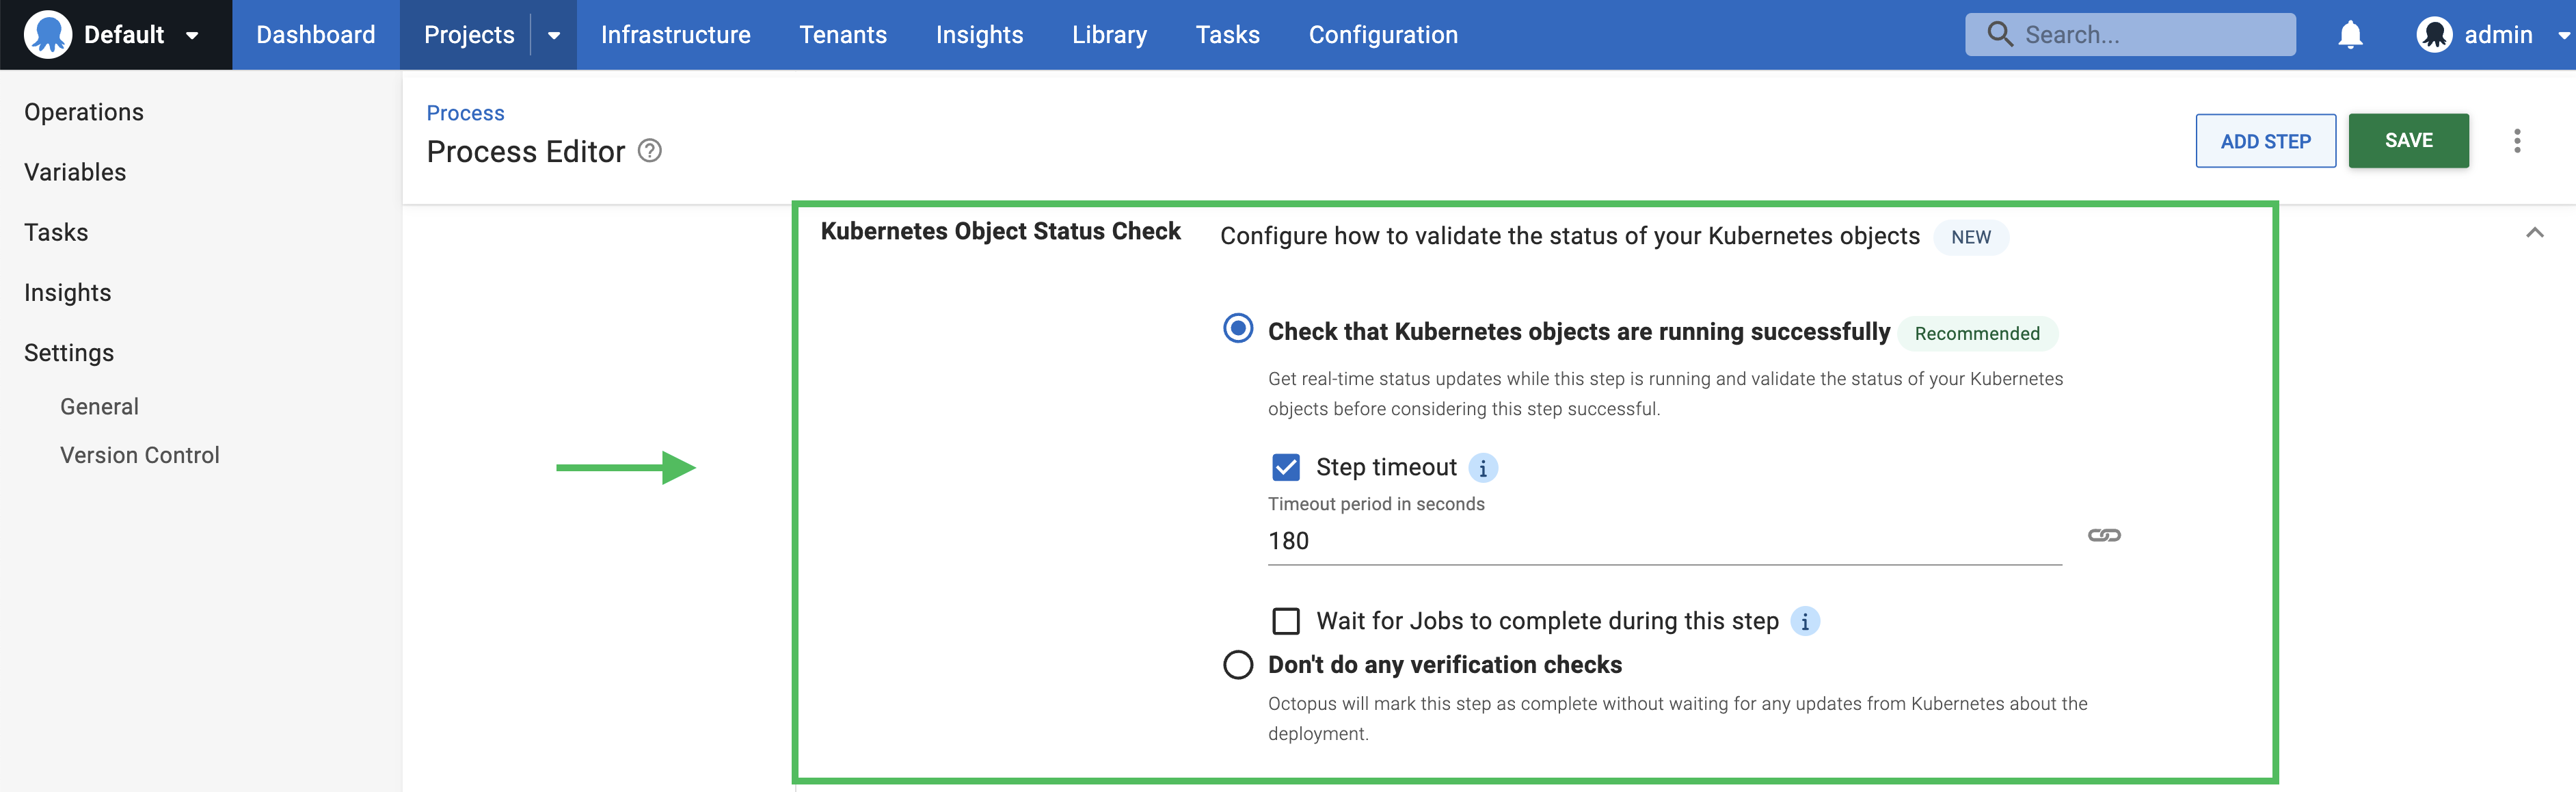 Default
Dashboard
Projects
Infrastructure
Tenants
Insights
Library
Tasks
Configuration
Search...
admin
Operations
Variables
Tasks
Insights
Settings
General
Version Control
Process
Process Editor
ADD STEP
SAVE
Kubernetes Object Status Check
Configure how to validate the status of your Kubernetes objects
NEW
Check that Kubernetes objects are running successfully
Recommended
Get real-time status updates while this step is running and validate the status of your Kubernetes
objects before considering this step successful.
Step timeout
Timeout period in seconds
180
Wait for Jobs to complete during this step
Don't do any verification checks
Octopus will mark this step as complete without waiting for any updates from Kubernetes about the
deployment.